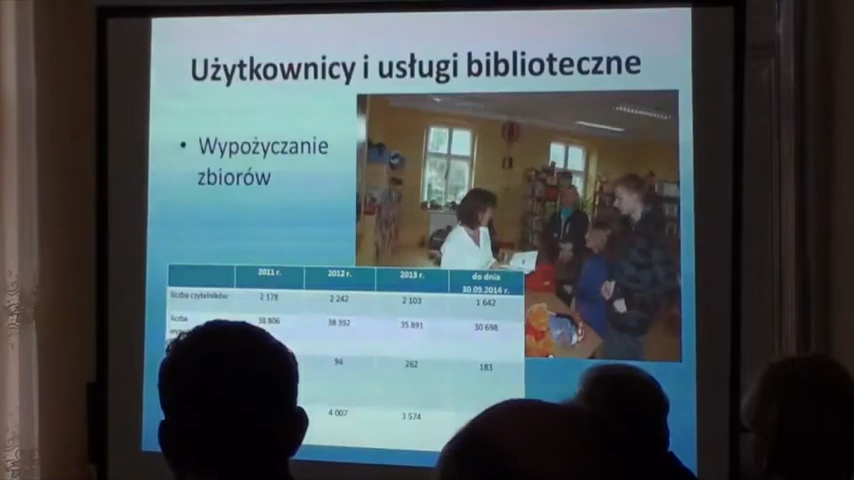 Użytkownicy i usługi biblioteczne
• Wypożyczanie
zbiorów
2011 r. 2012 r. 2013 r. do dnia
30.09.2014 r.
liczba czytelników 2 178 2 242 2 103 1 642
liczba 38 806 38 392 35 891 30 698
94 262 183
4 007 3 574